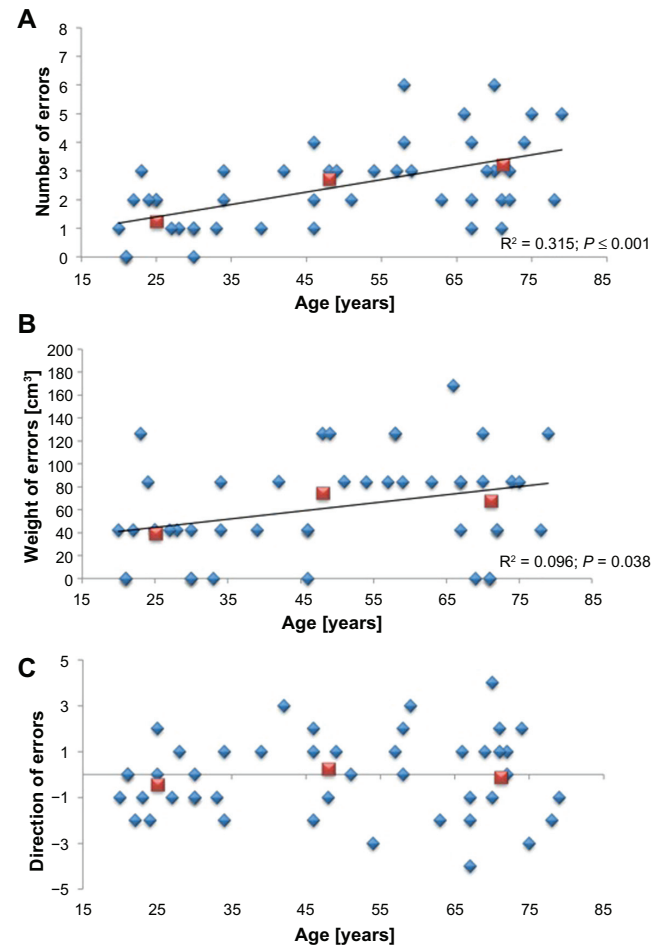 A
8
7
6
5
4
3
2
1
0
Number of errors
R² = 0.315; P ≤ 0.001
15 25 35 45 55 65 75 85
Age [years]
B
200
180
160
140
120
100
80
60
40
20
0
Weight of errors [cm³]
R² = 0.096; P = 0.038
15 25 35 45 55 65 75 85
Age [years]
C
5
3
1
−1
−3
−5
Direction of errors
15 25 35 45 55 65 75 85
Age [years]